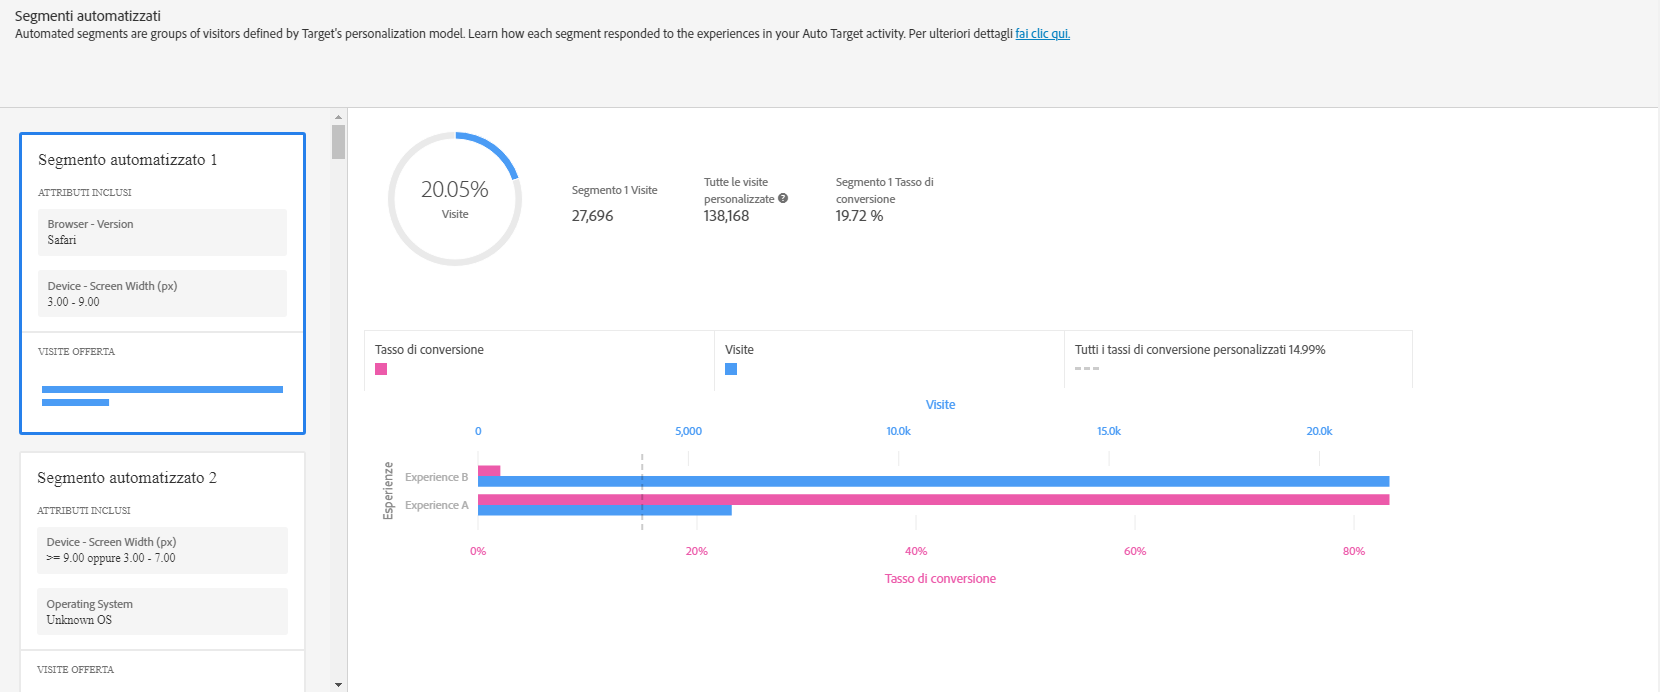 Segmenti automatizzati
Automated segments are groups of visitors defined by Target's personalization model. Learn how each segment responded to the experiences in your Auto Target activity. Per ulteriori dettagli fai clic qui.
Segmento automatizzato 1
ATTRIBUTI INCLUSI
Browser - Version
Safari
Device - Screen Width (px)
3.00 - 9.00
VISITE OFFERTA
Segmento automatizzato 2
ATTRIBUTI INCLUSI
Device - Screen Width (px)
>= 9.00 oppure 3.00 - 7.00
Operating System
Unknown OS
VISITE OFFERTA
20.05%
Visite
Segmento 1 Visite
27,696
Tutte le visite
personalizzate ?
138,168
Segmento 1 Tasso di
conversione
19.72 %
Tasso di conversione
Visite
Tutti i tassi di conversione personalizzati 14.99%
Visite
0 5,000 10.0k 15.0k 20.0k
Esperienze
Experience B
Experience A
0% 20% 40% 60% 80%
Tasso di conversione